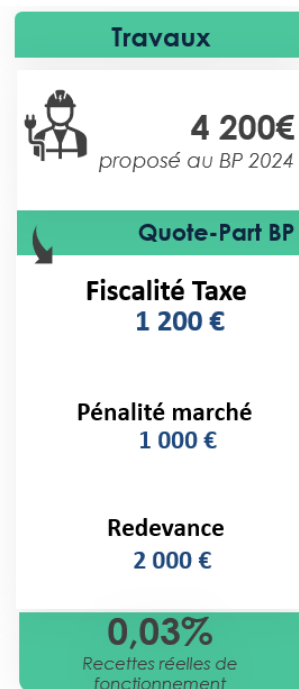 Travaux
4 200€
proposé au BP 2024
Quote-Part BP
Fiscalité Taxe
1 200 €
Pénalité marché
1 000 €
Redevance
2 000 €
0,03%
Recettes réelles de
fonctionnement